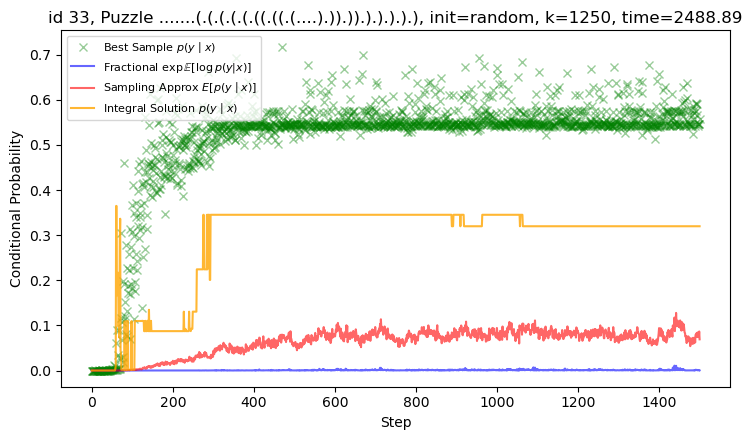 id 33, Puzzle .......(.(.(.(.(.((.((.(....).)).)).).).).).), init=random, k=1250, time=2488.89
Best Sample p(y | x)
Fractional exp𝔼[log p(y|x)]
Sampling Approx E[p(y | x)]
Integral Solution p(y | x)
Conditional Probability
0.7
0.6
0.5
0.4
0.3
0.2
0.1
0.0
0 200 400 600 800 1000 1200 1400
Step